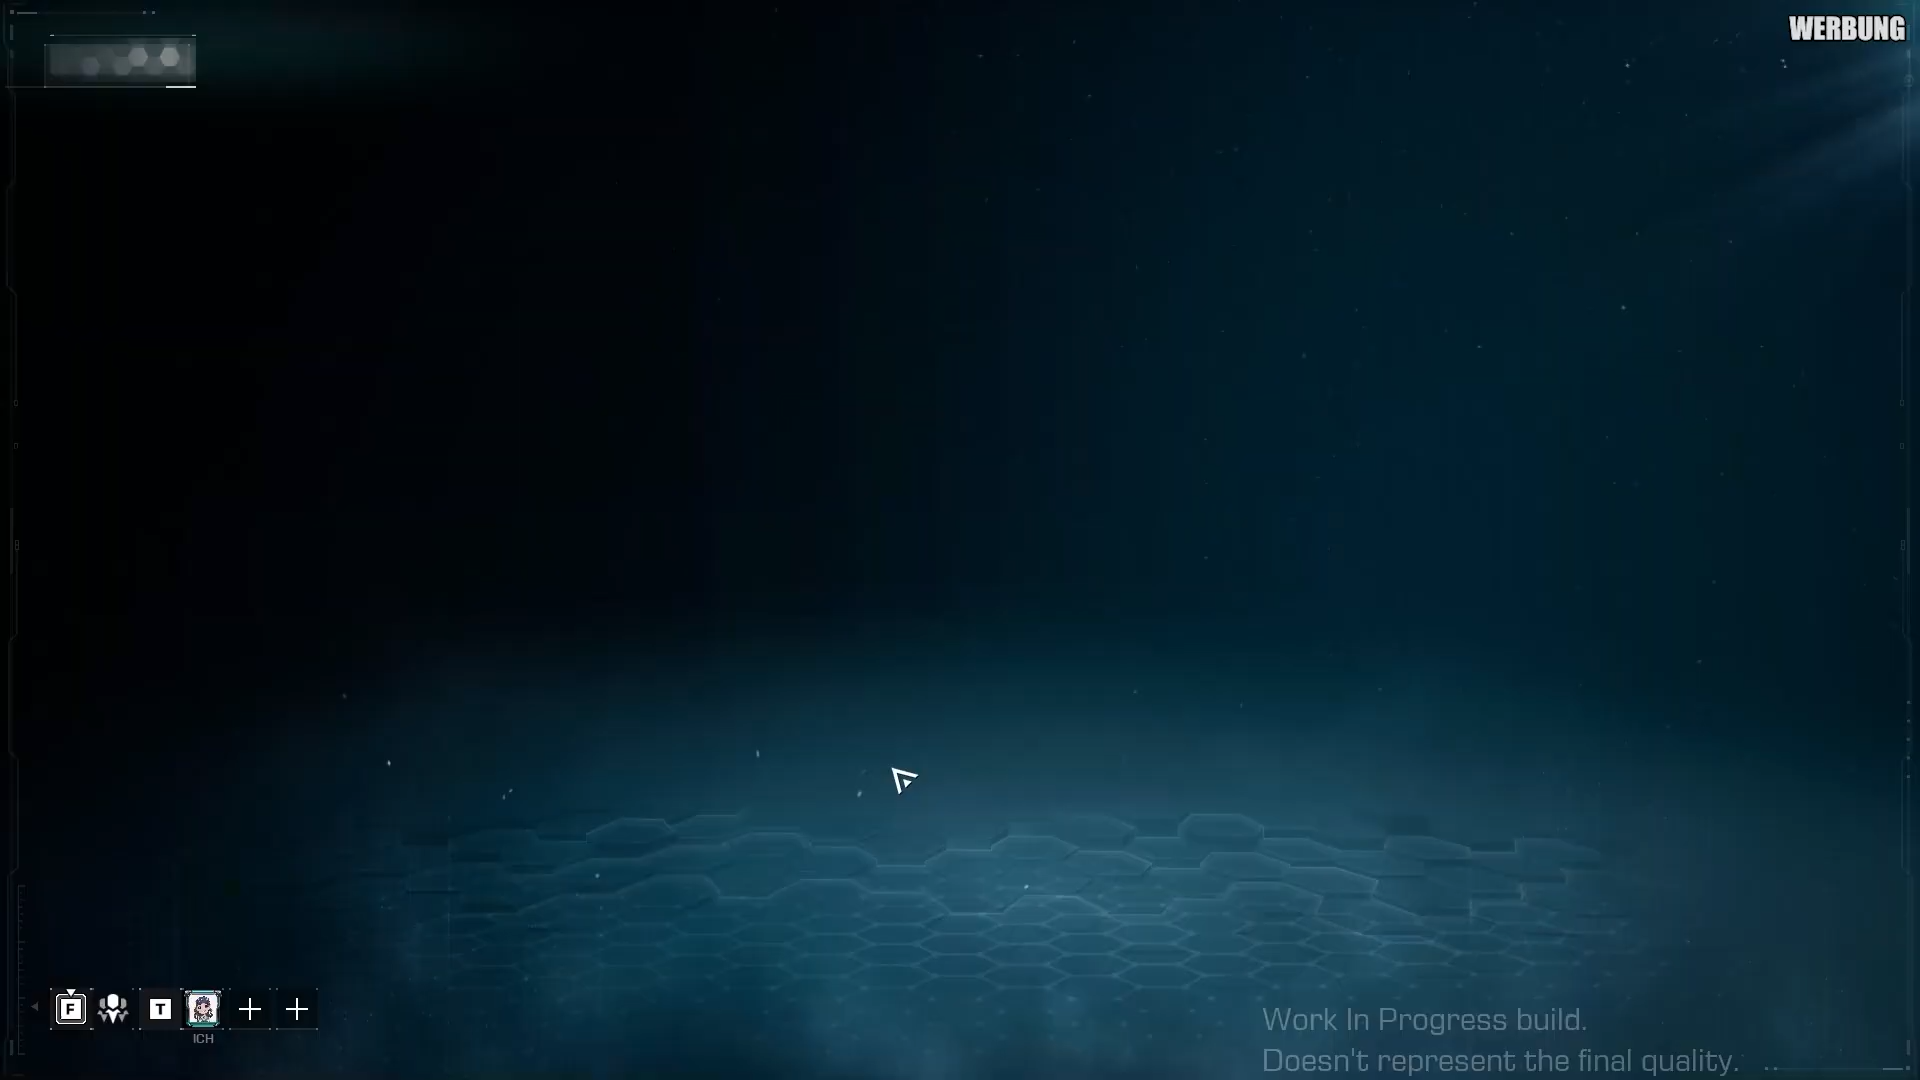 WERBUNG
F
T
ICH
Work In Progress build.
Doesn't represent the final quality.